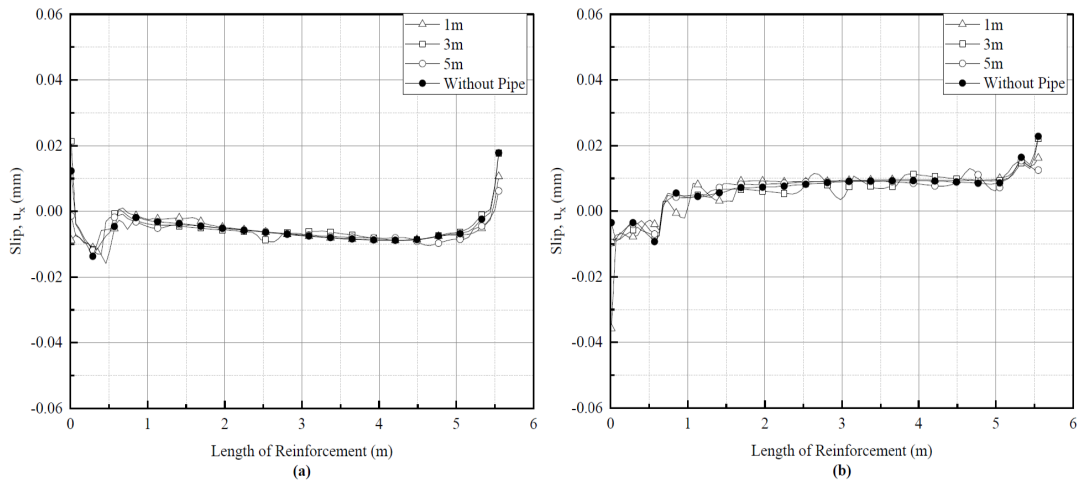 0.06
0.04
0.02
0.00
-0.02
-0.04
-0.06
Slip, ux (mm)
1m
3m
5m
Without Pipe
0 1 2 3 4 5 6
Length of Reinforcement (m)
(a)
0.06
0.04
0.02
0.00
-0.02
-0.04
-0.06
Slip, ux (mm)
1m
3m
5m
Without Pipe
0 1 2 3 4 5 6
Length of Reinforcement (m)
(b)